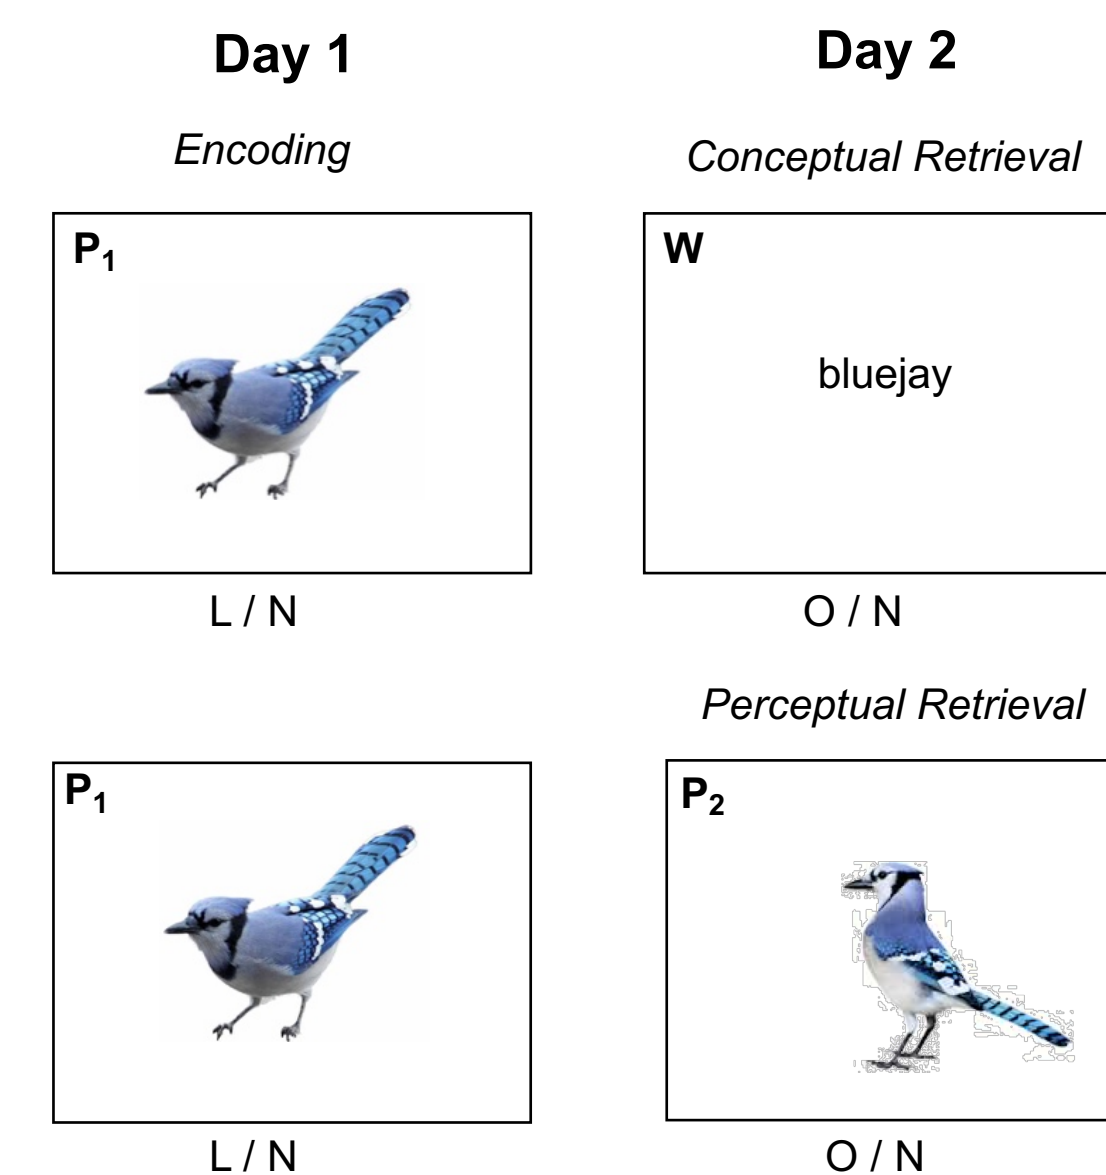 Day 1
Day 2
Encoding
Conceptual Retrieval
P₁
W
bluejay
L / N
O / N
Perceptual Retrieval
P₁
P₂
L / N
O / N